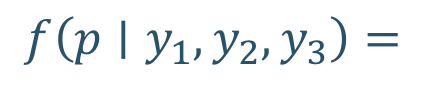 f(p | y₁, y₂, y₃) =